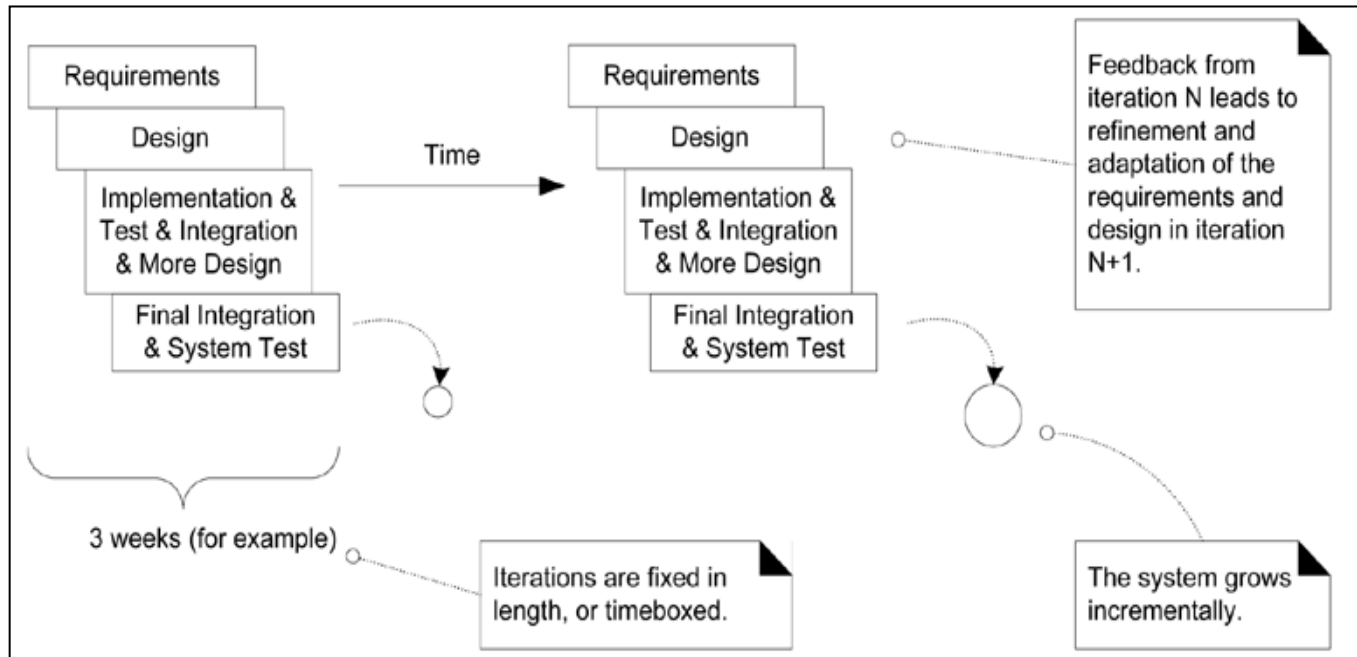 Requirements
Design
Implementation &
Test & Integration
& More Design
Final Integration
& System Test
Time
Requirements
Design
Implementation &
Test & Integration
& More Design
Final Integration
& System Test
Feedback from
iteration N leads to
refinement and
adaptation of the
requirements and
design in iteration
N+1.
3 weeks (for example)
Iterations are fixed in
length, or timeboxed.
The system grows
incrementally.